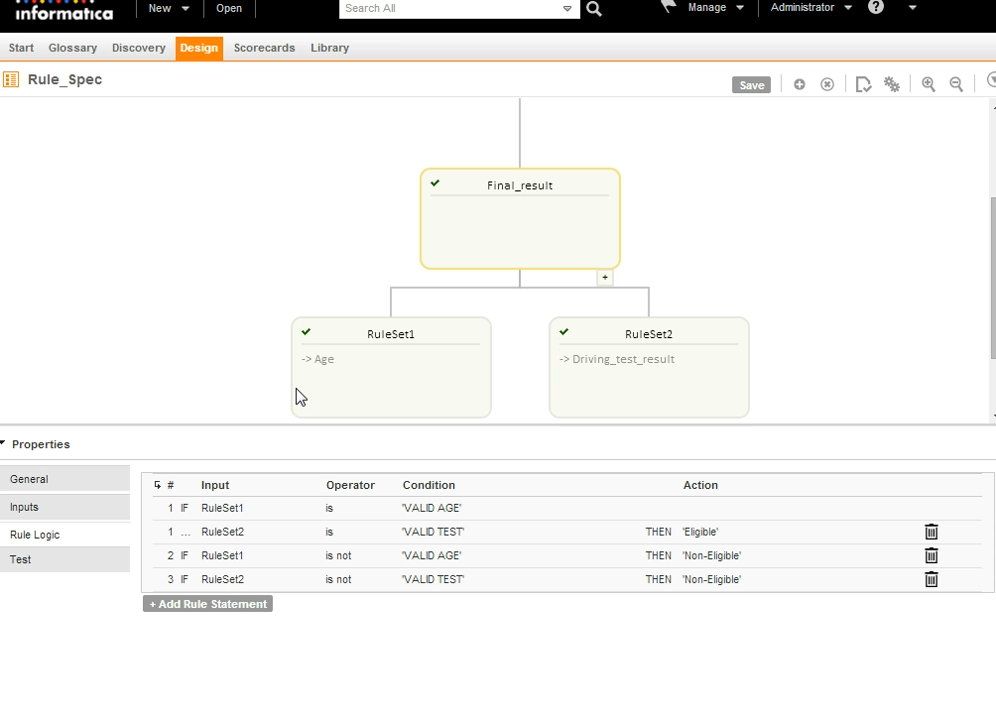 informatica New Open Search All Manage Administrator ?
Start Glossary Discovery Design Scorecards Library
Rule_Spec Save
Final_result
+
RuleSet1 RuleSet2
-> Age -> Driving_test_result
Properties
General
Inputs
Rule Logic
Test
# Input Operator Condition Action
1 IF RuleSet1 is 'VALID AGE'
1 ... RuleSet2 is 'VALID TEST' THEN 'Eligible'
2 IF RuleSet1 is not 'VALID AGE' THEN 'Non-Eligible'
3 IF RuleSet2 is not 'VALID TEST' THEN 'Non-Eligible'
+ Add Rule Statement